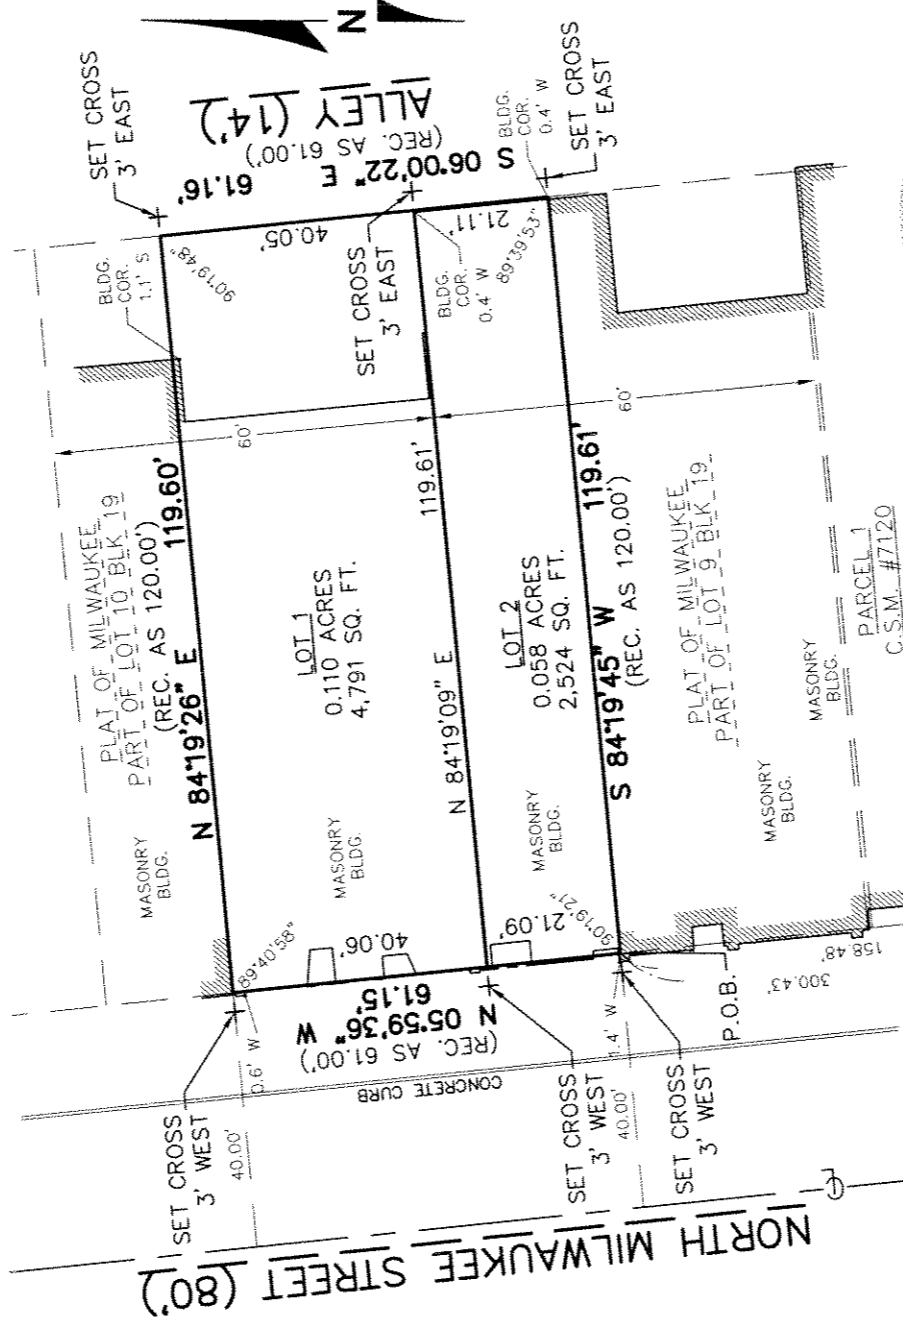 N
SET CROSS
3' EAST
ALLEY (14')
(REC. AS 61.00')
S 06°00'22" E 61.16'
BLDG.
COR.
0.4' W
SET CROSS
3' EAST
BLDG.
COR.
1.1' S
90°19'48"
40.05'
SET CROSS
3' EAST
21.11'
BLDG.
COR.
0.4' W
89°39'53"
60'
60'
PLAT OF MILWAUKEE
PART OF LOT 10 BLK 19
(REC. AS 120.00')
N 84°19'26" E 119.60'
LOT 1
0.110 ACRES
4,791 SQ. FT.
N 84°19'09" E 119.61'
LOT 2
0.058 ACRES
2,524 SQ. FT.
S 84°19'45" W 119.61'
(REC. AS 120.00')
PLAT OF MILWAUKEE
PART OF LOT 9 BLK 19
PARCEL 1
C.S.M. #7120
MASONRY
BLDG.
MASONRY
BLDG.
MASONRY
BLDG.
MASONRY
BLDG.
MASONRY
BLDG.
89°40'58"
40.06'
21.09'
90°19'21"
N 05°59'36" W 61.15'
(REC. AS 61.00')
0.6' W
1.4' W
P.O.B.
300.43'
158.48'
CONCRETE CURB
SET CROSS
3' WEST
40.00'
SET CROSS
3' WEST
40.00'
SET CROSS
3' WEST
NORTH MILWAUKEE STREET (80')